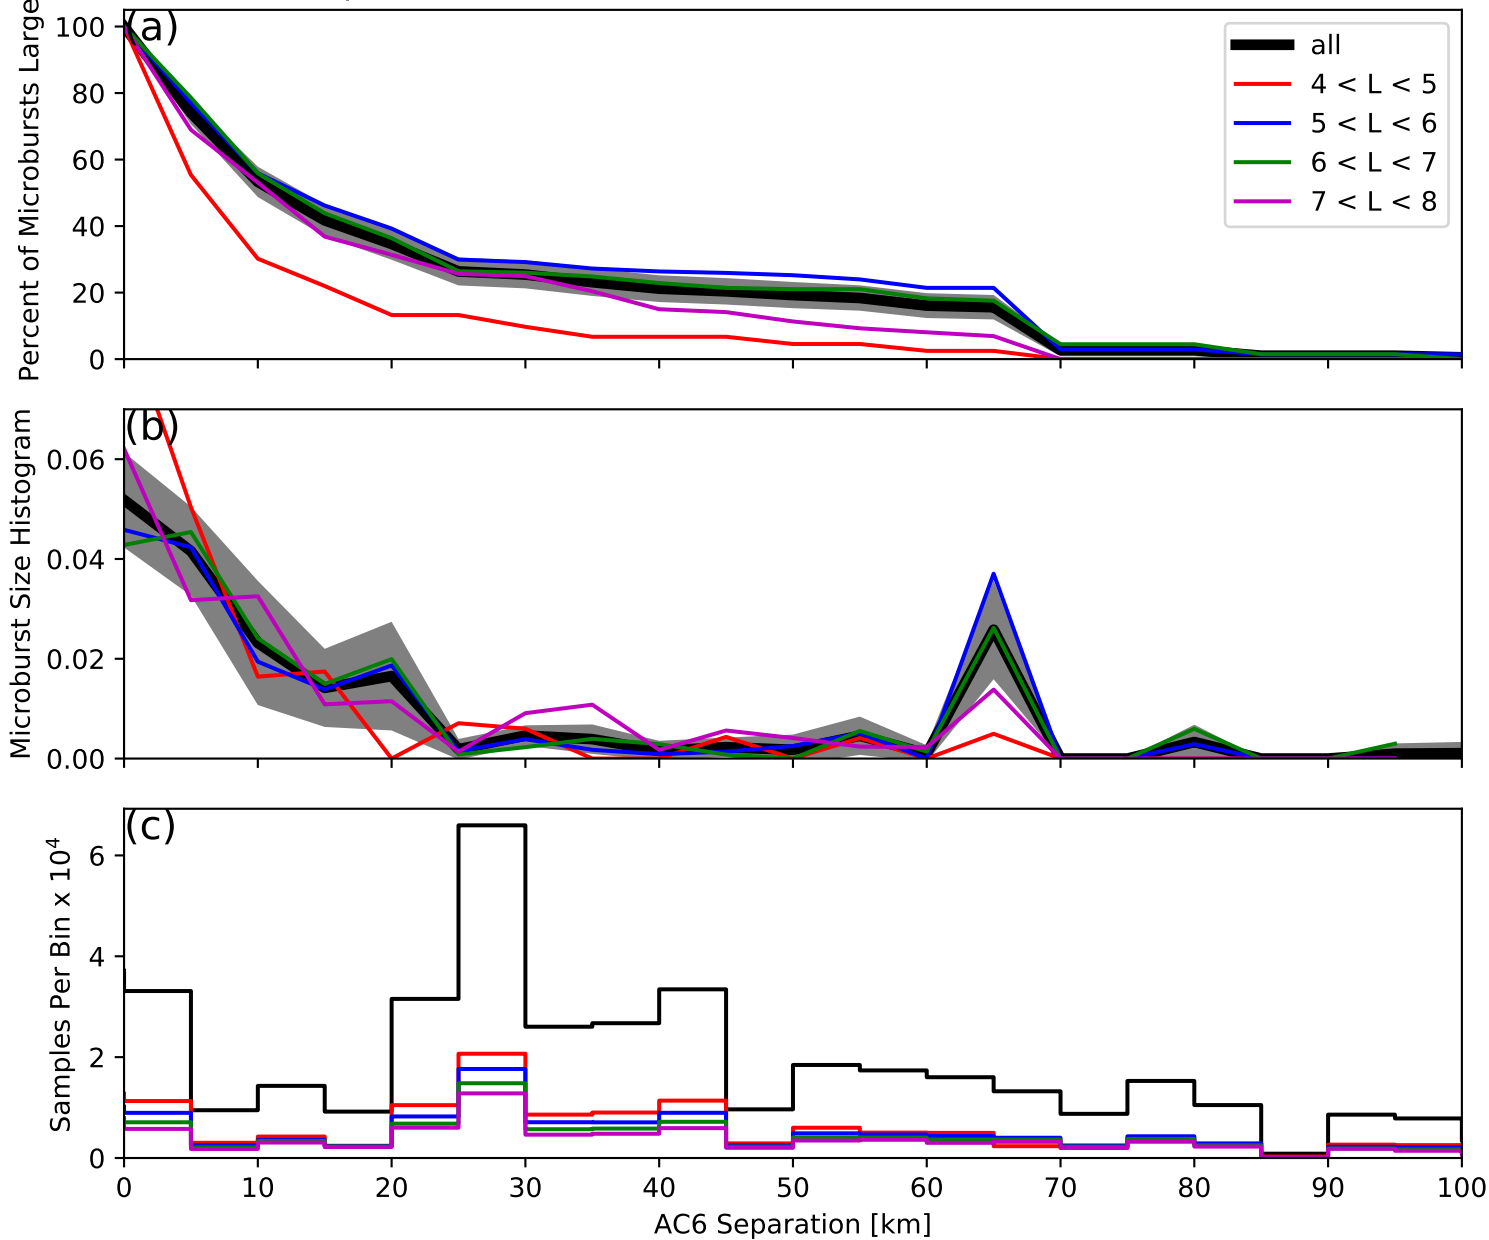 (a)
Percent of Microbursts Large
100
80
60
40
20
0
all
4 < L < 5
5 < L < 6
6 < L < 7
7 < L < 8
(b)
Microburst Size Histogram
0.06
0.04
0.02
0.00
(c)
Samples Per Bin x 10⁴
6
4
2
0
0 10 20 30 40 50 60 70 80 90 100
AC6 Separation [km]